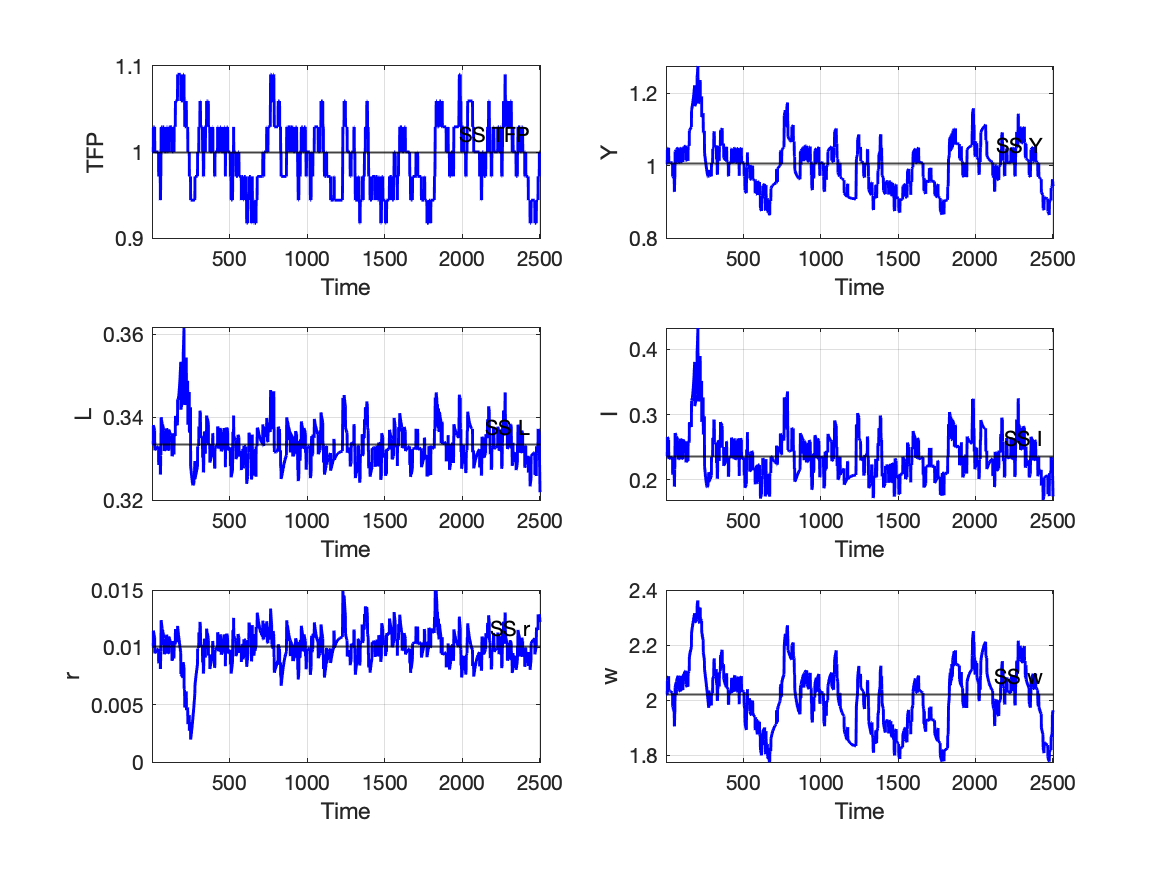 1.1
1
0.9
TFP
SS TFP
500 1000 1500 2000 2500
Time
1.2
1
0.8
Y
SS Y
500 1000 1500 2000 2500
Time
0.36
0.34
0.32
L
SS L
500 1000 1500 2000 2500
Time
0.4
0.3
0.2
I
SS I
500 1000 1500 2000 2500
Time
0.015
0.01
0.005
0
r
SS r
500 1000 1500 2000 2500
Time
2.4
2.2
2
1.8
w
SS w
500 1000 1500 2000 2500
Time